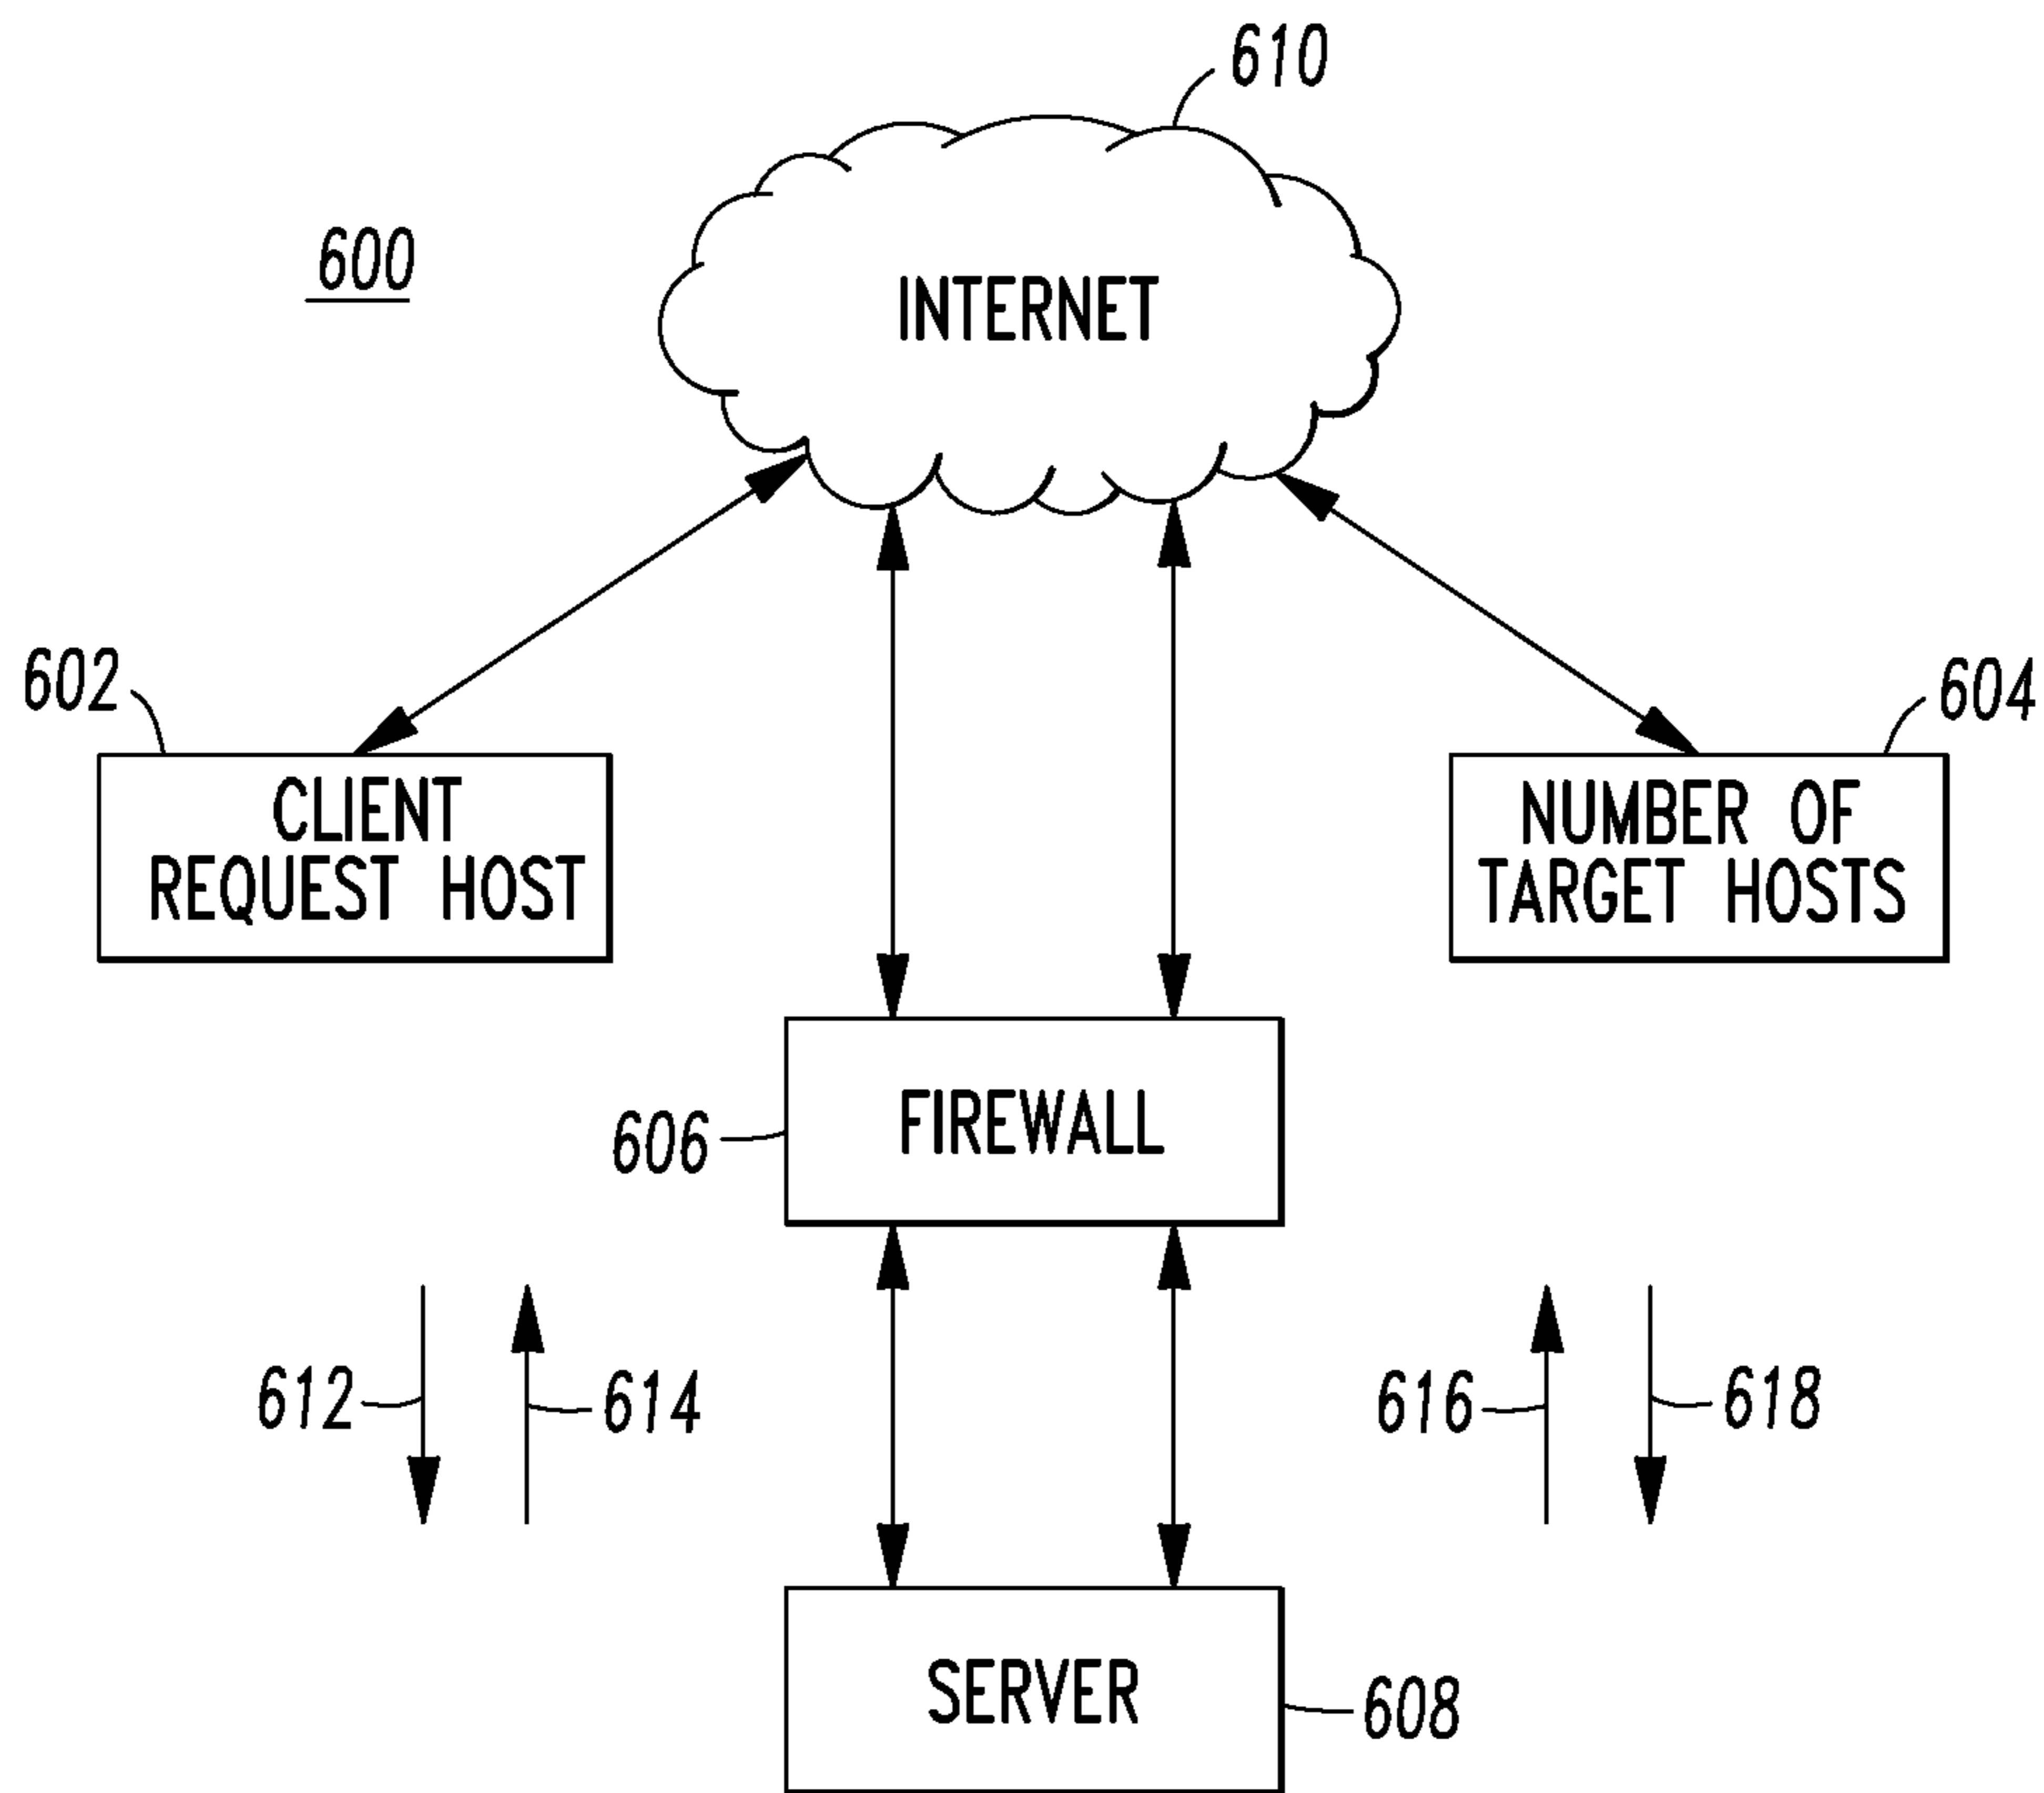 610
600
INTERNET
602
604
CLIENT
REQUEST HOST
NUMBER OF
TARGET HOSTS
606
FIREWALL
612
614
616
618
SERVER
608